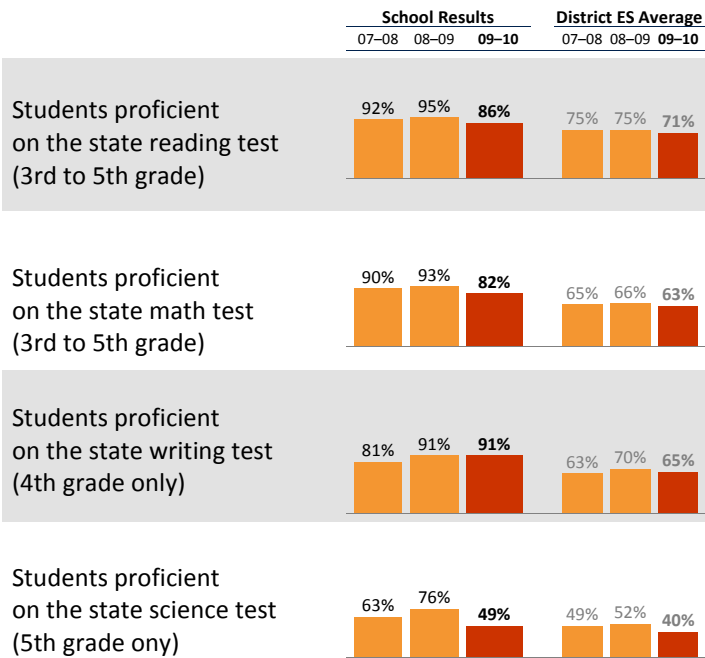 School Results District ES Average
07–08 08–09 09–10 07–08 08–09 09–10
Students proficient
on the state reading test
(3rd to 5th grade)
92% 95% 86% 75% 75% 71%
Students proficient
on the state math test
(3rd to 5th grade)
90% 93% 82% 65% 66% 63%
Students proficient
on the state writing test
(4th grade only)
81% 91% 91% 63% 70% 65%
Students proficient
on the state science test
(5th grade ony)
63% 76% 49% 49% 52% 40%